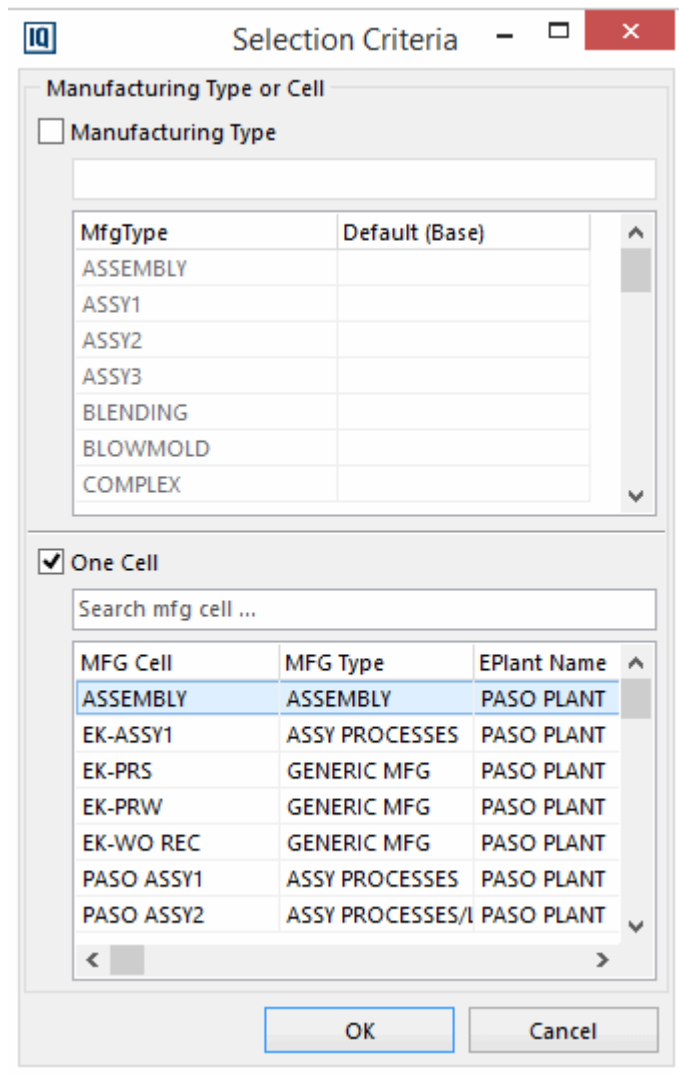 IQ Selection Criteria
Manufacturing Type or Cell
Manufacturing Type
MfgType Default (Base)
ASSEMBLY
ASSY1
ASSY2
ASSY3
BLENDING
BLOWMOLD
COMPLEX
One Cell
Search mfg cell ...
MFG Cell MFG Type EPlant Name
ASSEMBLY ASSEMBLY PASO PLANT
EK-ASSY1 ASSY PROCESSES PASO PLANT
EK-PRS GENERIC MFG PASO PLANT
EK-PRW GENERIC MFG PASO PLANT
EK-WO REC GENERIC MFG PASO PLANT
PASO ASSY1 ASSY PROCESSES PASO PLANT
PASO ASSY2 ASSY PROCESSES/L PASO PLANT
OK Cancel